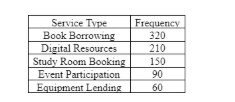 Service Type Frequency
Book Borrowing 320
Digital Resources 210
Study Room Booking 150
Event Participation 90
Equipment Lending 60